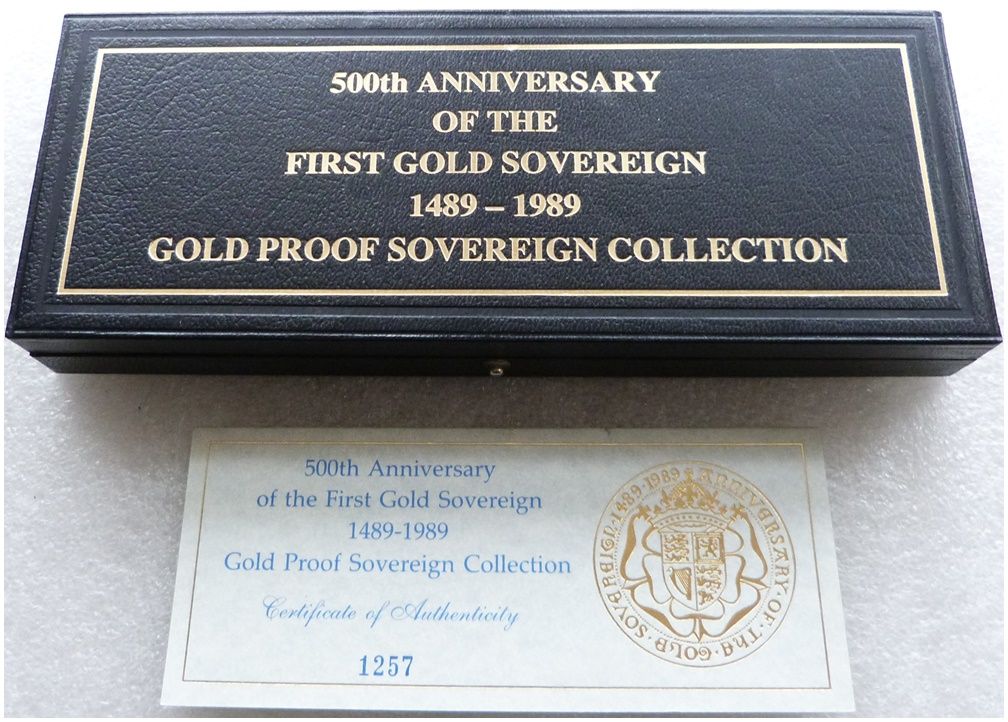 500th ANNIVERSARY
OF THE
FIRST GOLD SOVEREIGN
1489 – 1989
GOLD PROOF SOVEREIGN COLLECTION
500th Anniversary
of the First Gold Sovereign
1489-1989
Gold Proof Sovereign Collection
Certificate of Authenticity
1257
1489-1989 · ANNIVERSARY · OF · THE · GOLD · SOVEREIGN